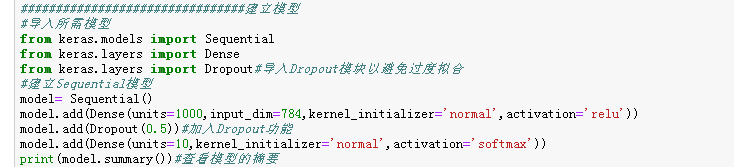 ################################建立模型
#导入所需模型
from keras.models import Sequential
from keras.layers import Dense
from keras.layers import Dropout#导入Dropout模块以避免过度拟合
#建立Sequential模型
model= Sequential()
model.add(Dense(units=1000,input_dim=784,kernel_initializer='normal',activation='relu'))
model.add(Dropout(0.5))#加入Dropout功能
model.add(Dense(units=10,kernel_initializer='normal',activation='softmax'))
print(model.summary())#查看模型的摘要